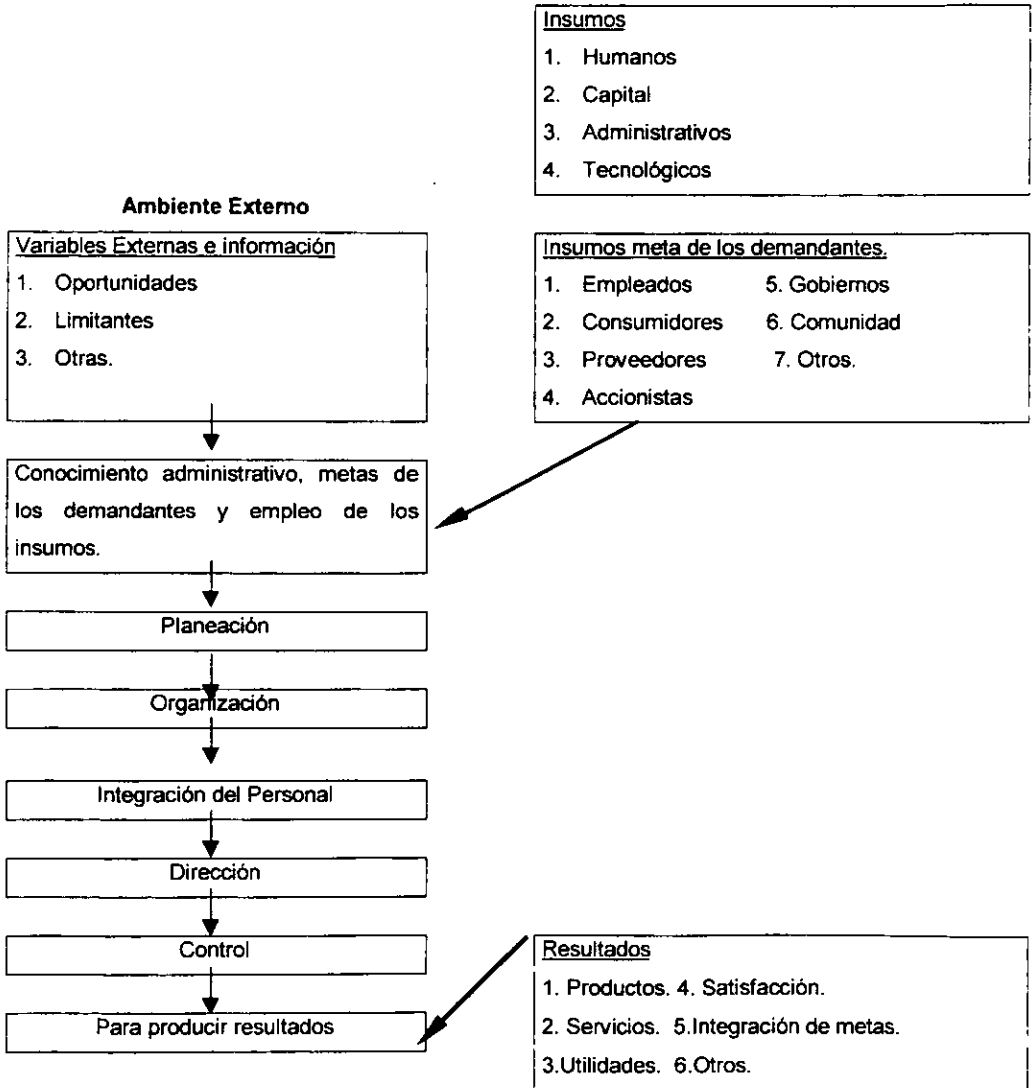 Insumos
1. Humanos
2. Capital
3. Administrativos
4. Tecnológicos
Ambiente Externo
Variables Externas e información
1. Oportunidades
2. Limitantes
3. Otras.
Insumos meta de los demandantes.
1. Empleados 5. Gobiernos
2. Consumidores 6. Comunidad
3. Proveedores 7. Otros.
4. Accionistas
Conocimiento administrativo, metas de
los demandantes y empleo de los
insumos.
Planeación
Organización
Integración del Personal
Dirección
Control
Para producir resultados
Resultados
1. Productos. 4. Satisfacción.
2. Servicios. 5.Integración de metas.
3.Utilidades. 6.Otros.